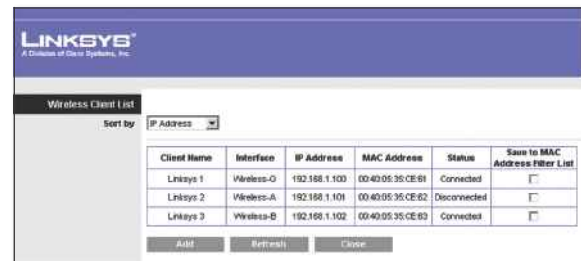 LINKSYS®
A Division of Cisco Systems, Inc.
Wireless Client List
Sort by IP Address
Client Name Interface IP Address MAC Address Status Save to MAC Address Filter List
Linksys 1 Wireless-G 192.168.1.100 00:40:05:35:CE:61 Connected
Linksys 2 Wireless-A 192.168.1.101 00:40:05:35:CE:62 Disconnected
Linksys 3 Wireless-B 192.168.1.102 00:40:05:35:CE:63 Connected
Add Refresh Close